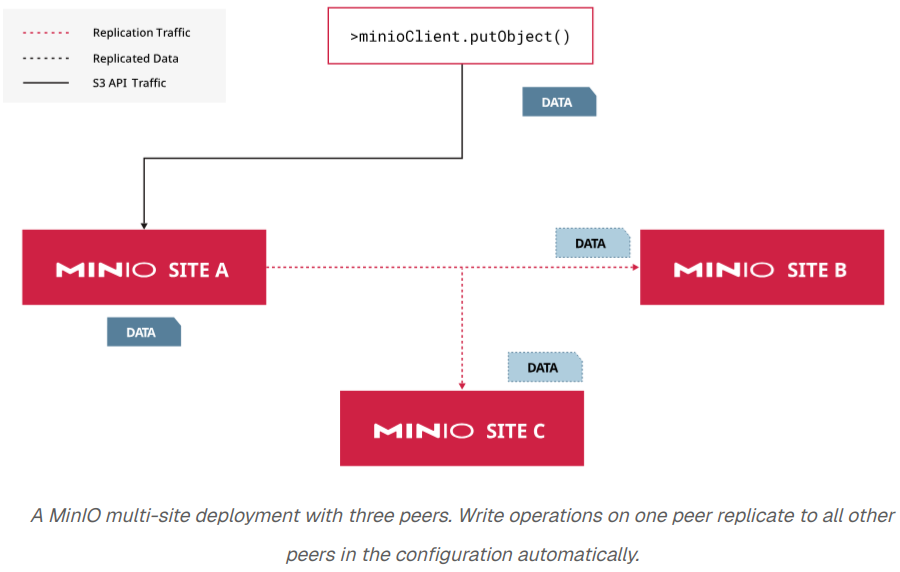 Replication Traffic
Replicated Data
S3 API Traffic
>minioClient.putObject()
DATA
MINIO SITE A
DATA
MINIO SITE B
DATA
DATA
MINIO SITE C
A MinIO multi-site deployment with three peers. Write operations on one peer replicate to all other
peers in the configuration automatically.